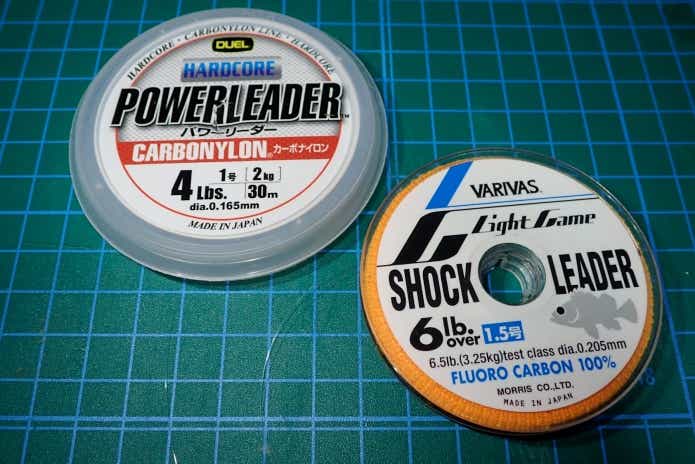 HARDCORE・CARBONYLON LINE・HARDCORE
DUEL
HARDCORE
POWERLEADER™
パワーリーダー
CARBONYLON® カーボナイロン
4 Lbs. 1号 [2kg] 30m
dia.0.165mm
MADE IN JAPAN
VARIVAS®
Light Game
SHOCK LEADER
6 lb. over 1.5号
6.5lb.(3.25kg)test class dia.0.205mm
FLUORO CARBON 100%
MORRIS CO.,LTD.
MADE IN JAPAN